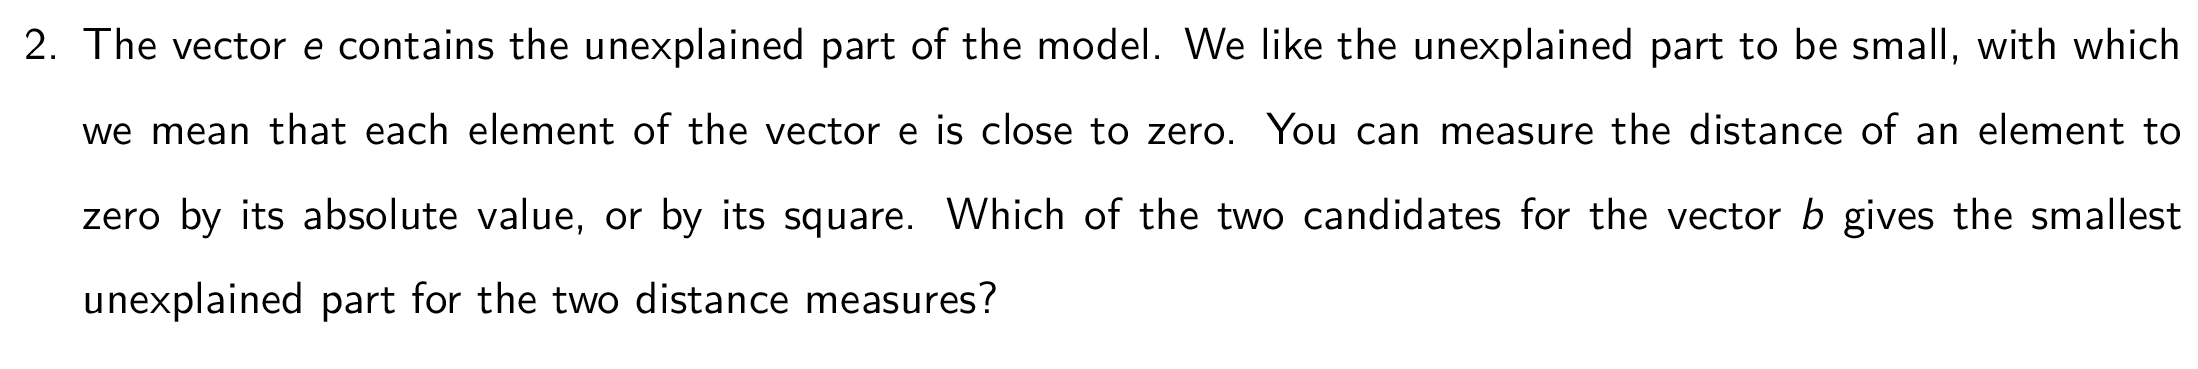 2. The vector e contains the unexplained part of the model. We like the unexplained part to be small, with which
we mean that each element of the vector e is close to zero. You can measure the distance of an element to
zero by its absolute value, or by its square. Which of the two candidates for the vector b gives the smallest
unexplained part for the two distance measures?